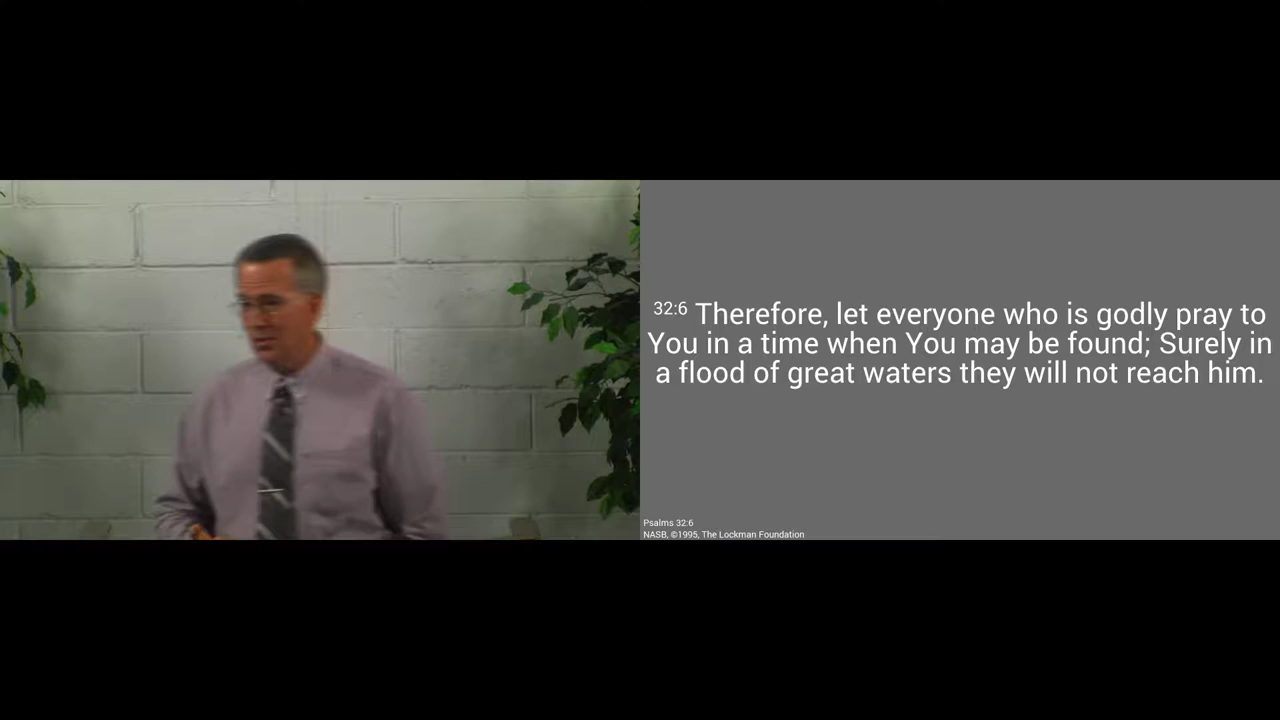 32:6 Therefore, let everyone who is godly pray to
You in a time when You may be found; Surely in
a flood of great waters they will not reach him.
Psalms 32:6
NASB, ©1995, The Lockman Foundation